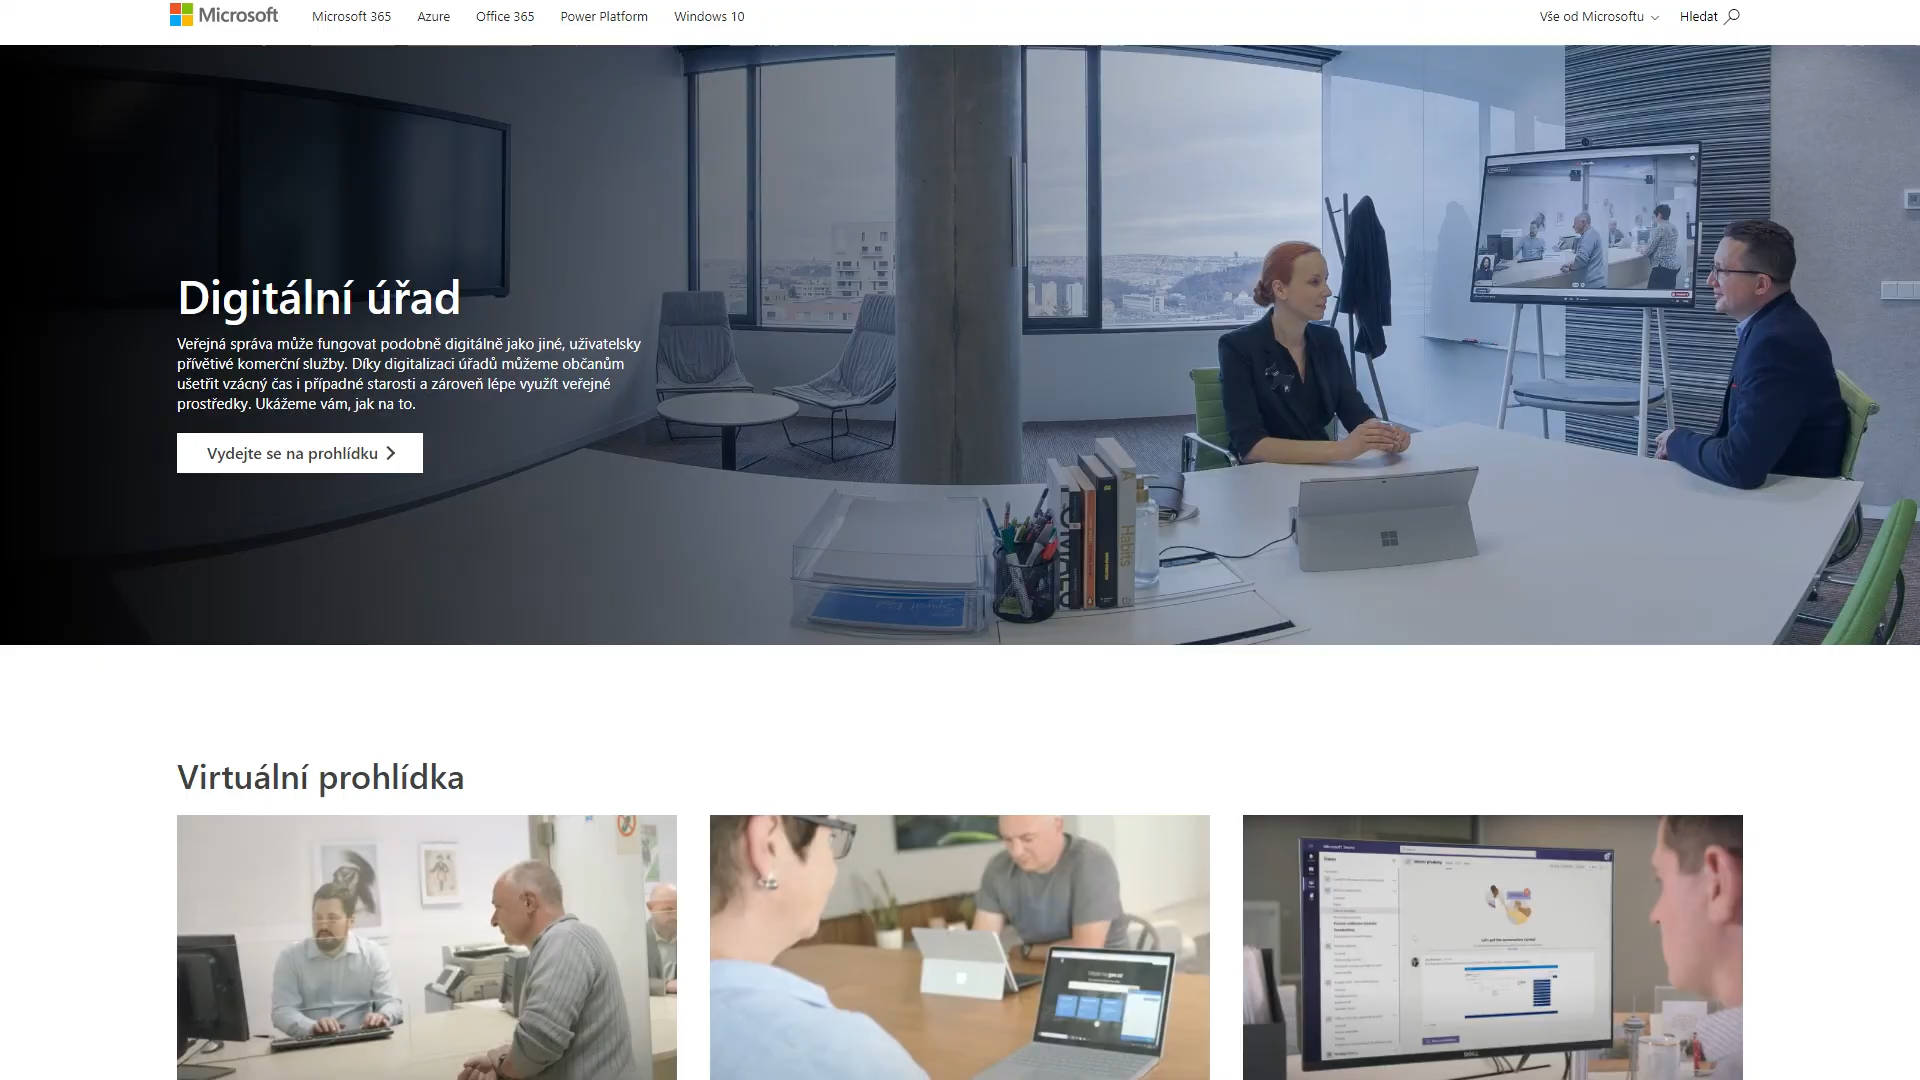 Microsoft
Microsoft 365
Azure
Office 365
Power Platform
Windows 10
Vše od Microsoftu
Hledat
Digitální úřad
Veřejná správa může fungovat podobně digitálně jako jiné, uživatelsky
přívětivé komerční služby. Díky digitalizaci úřadů můžeme občanům
ušetřit vzácný čas i případné starosti a zároveň lépe využít veřejné
prostředky. Ukážeme vám, jak na to.
Vydejte se na prohlídku
Habits
Virtuální prohlídka